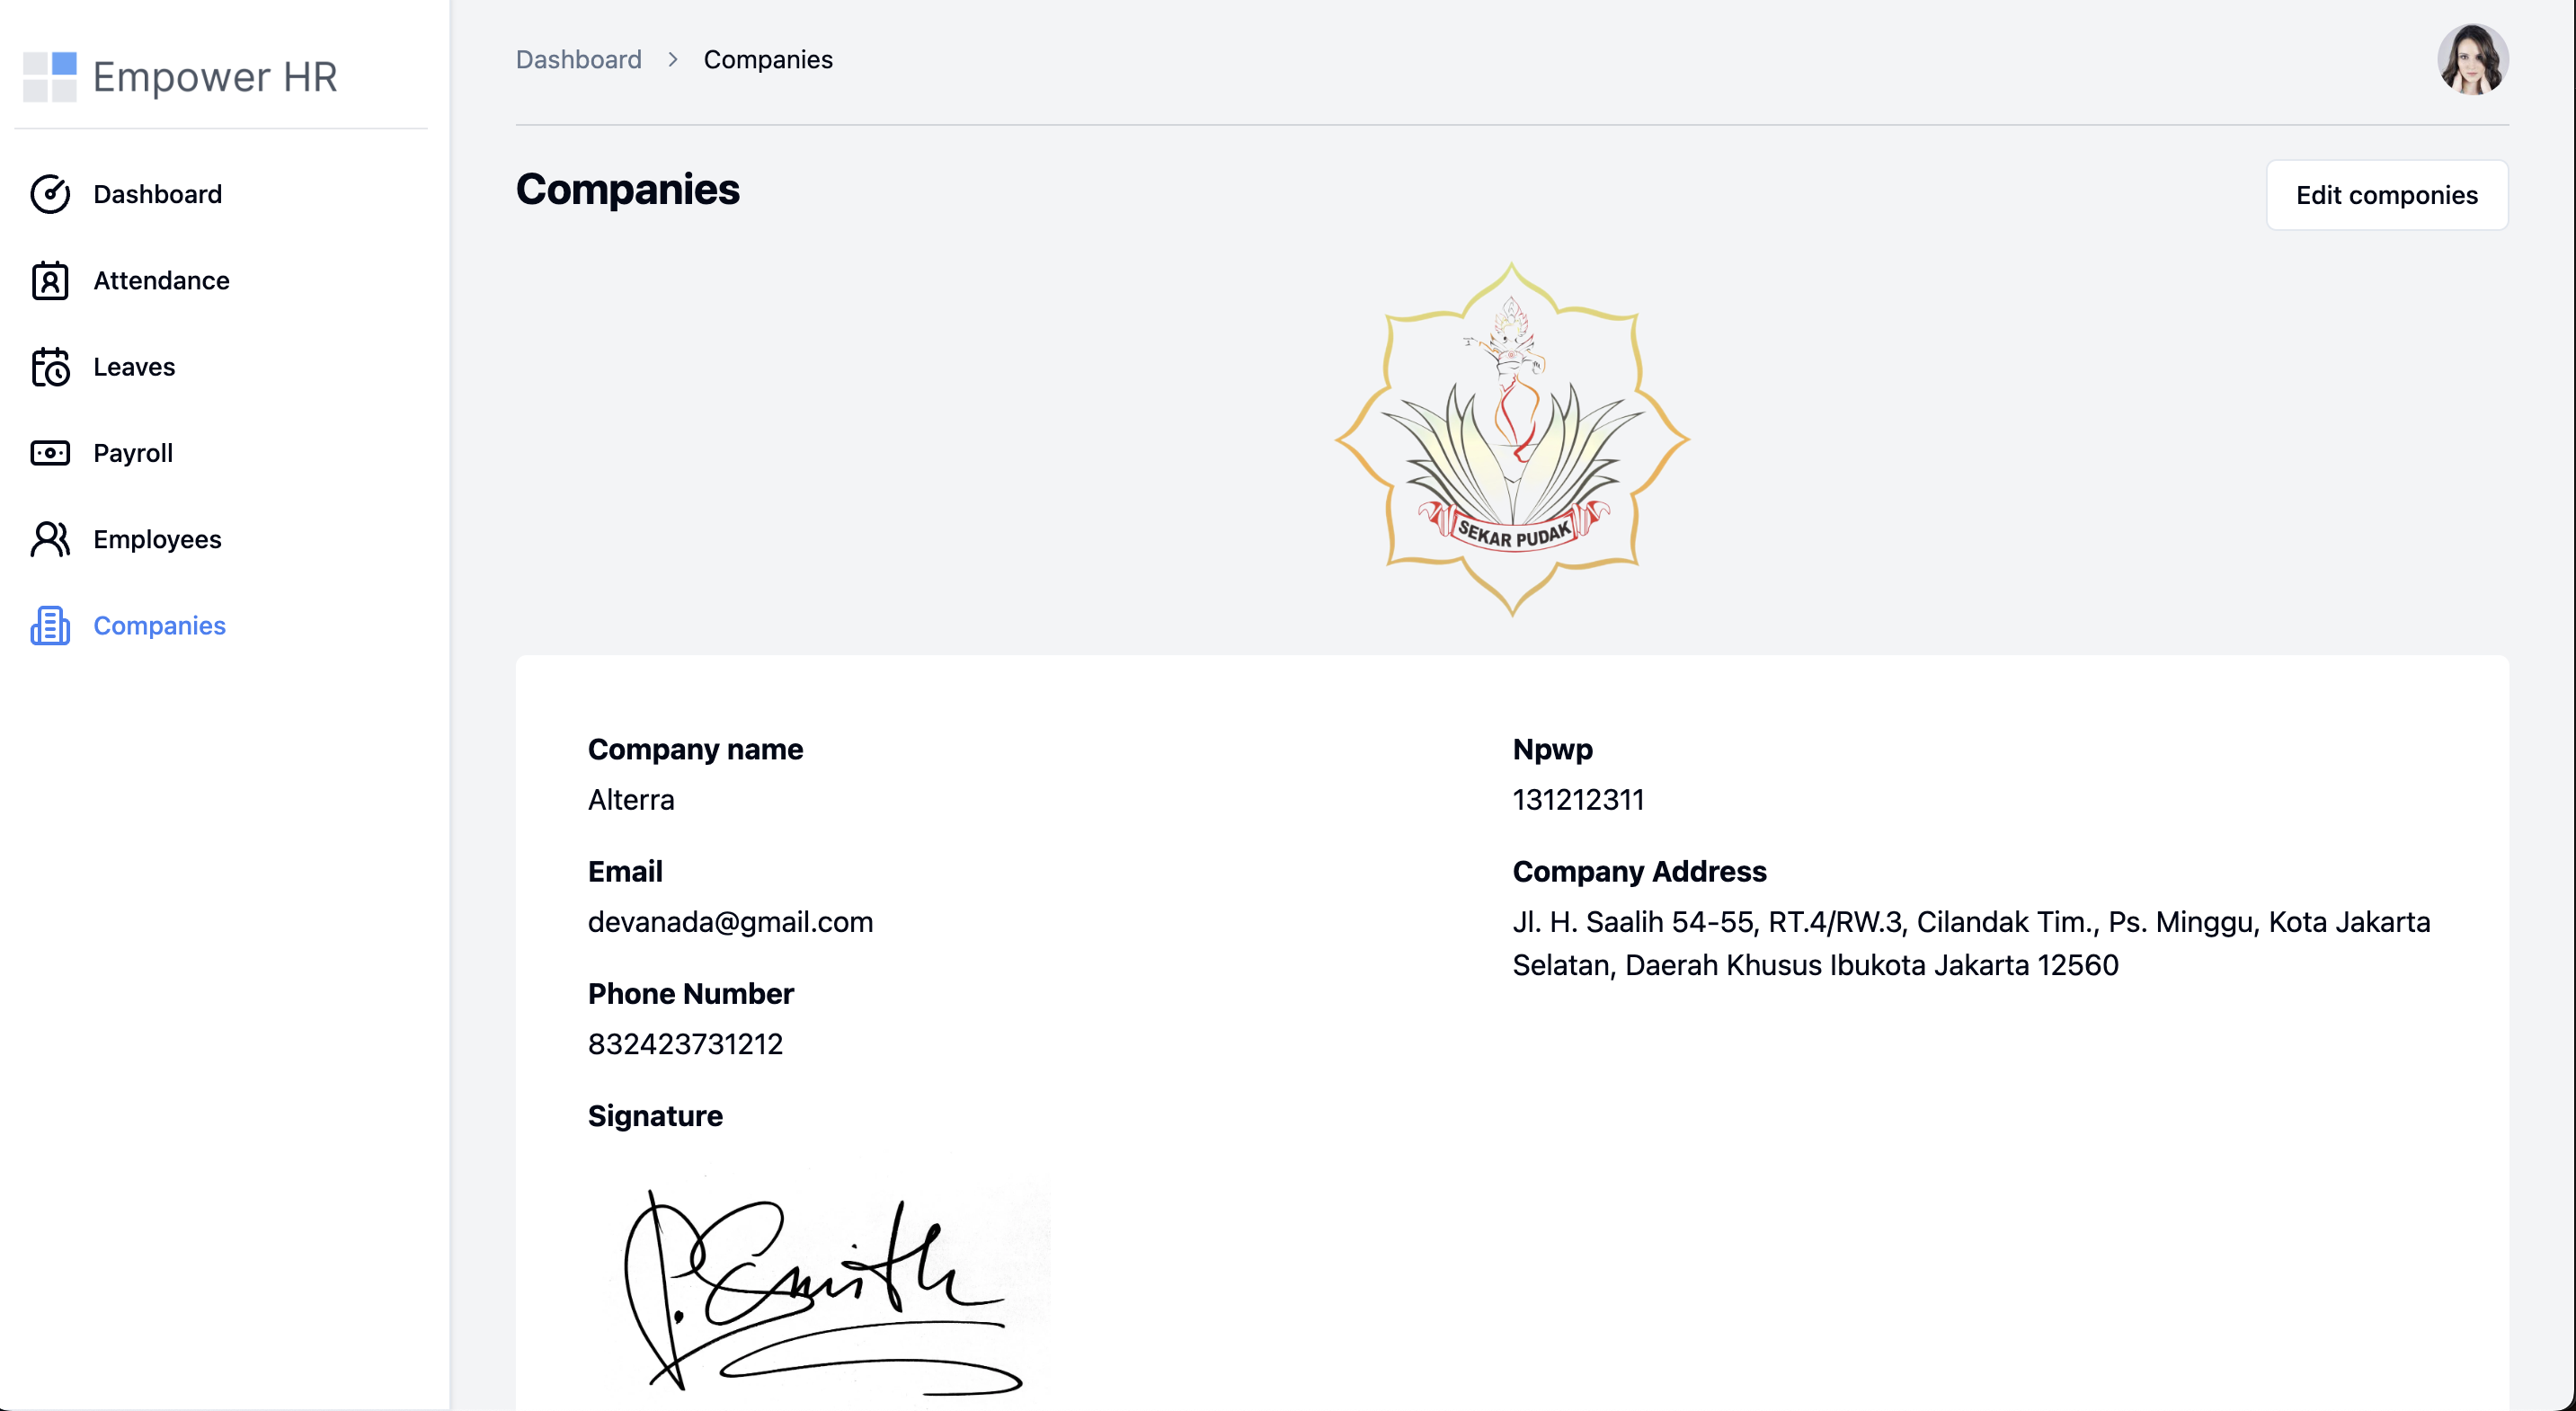 Empower HR
Dashboard
Attendance
Leaves
Payroll
Employees
Companies
Dashboard > Companies
Companies
Edit componies
SEKAR PUDAK
Company name
Alterra
Email
devanada@gmail.com
Phone Number
832423731212
Signature
P. Smith
Npwp
131212311
Company Address
Jl. H. Saalih 54-55, RT.4/RW.3, Cilandak Tim., Ps. Minggu, Kota Jakarta
Selatan, Daerah Khusus Ibukota Jakarta 12560